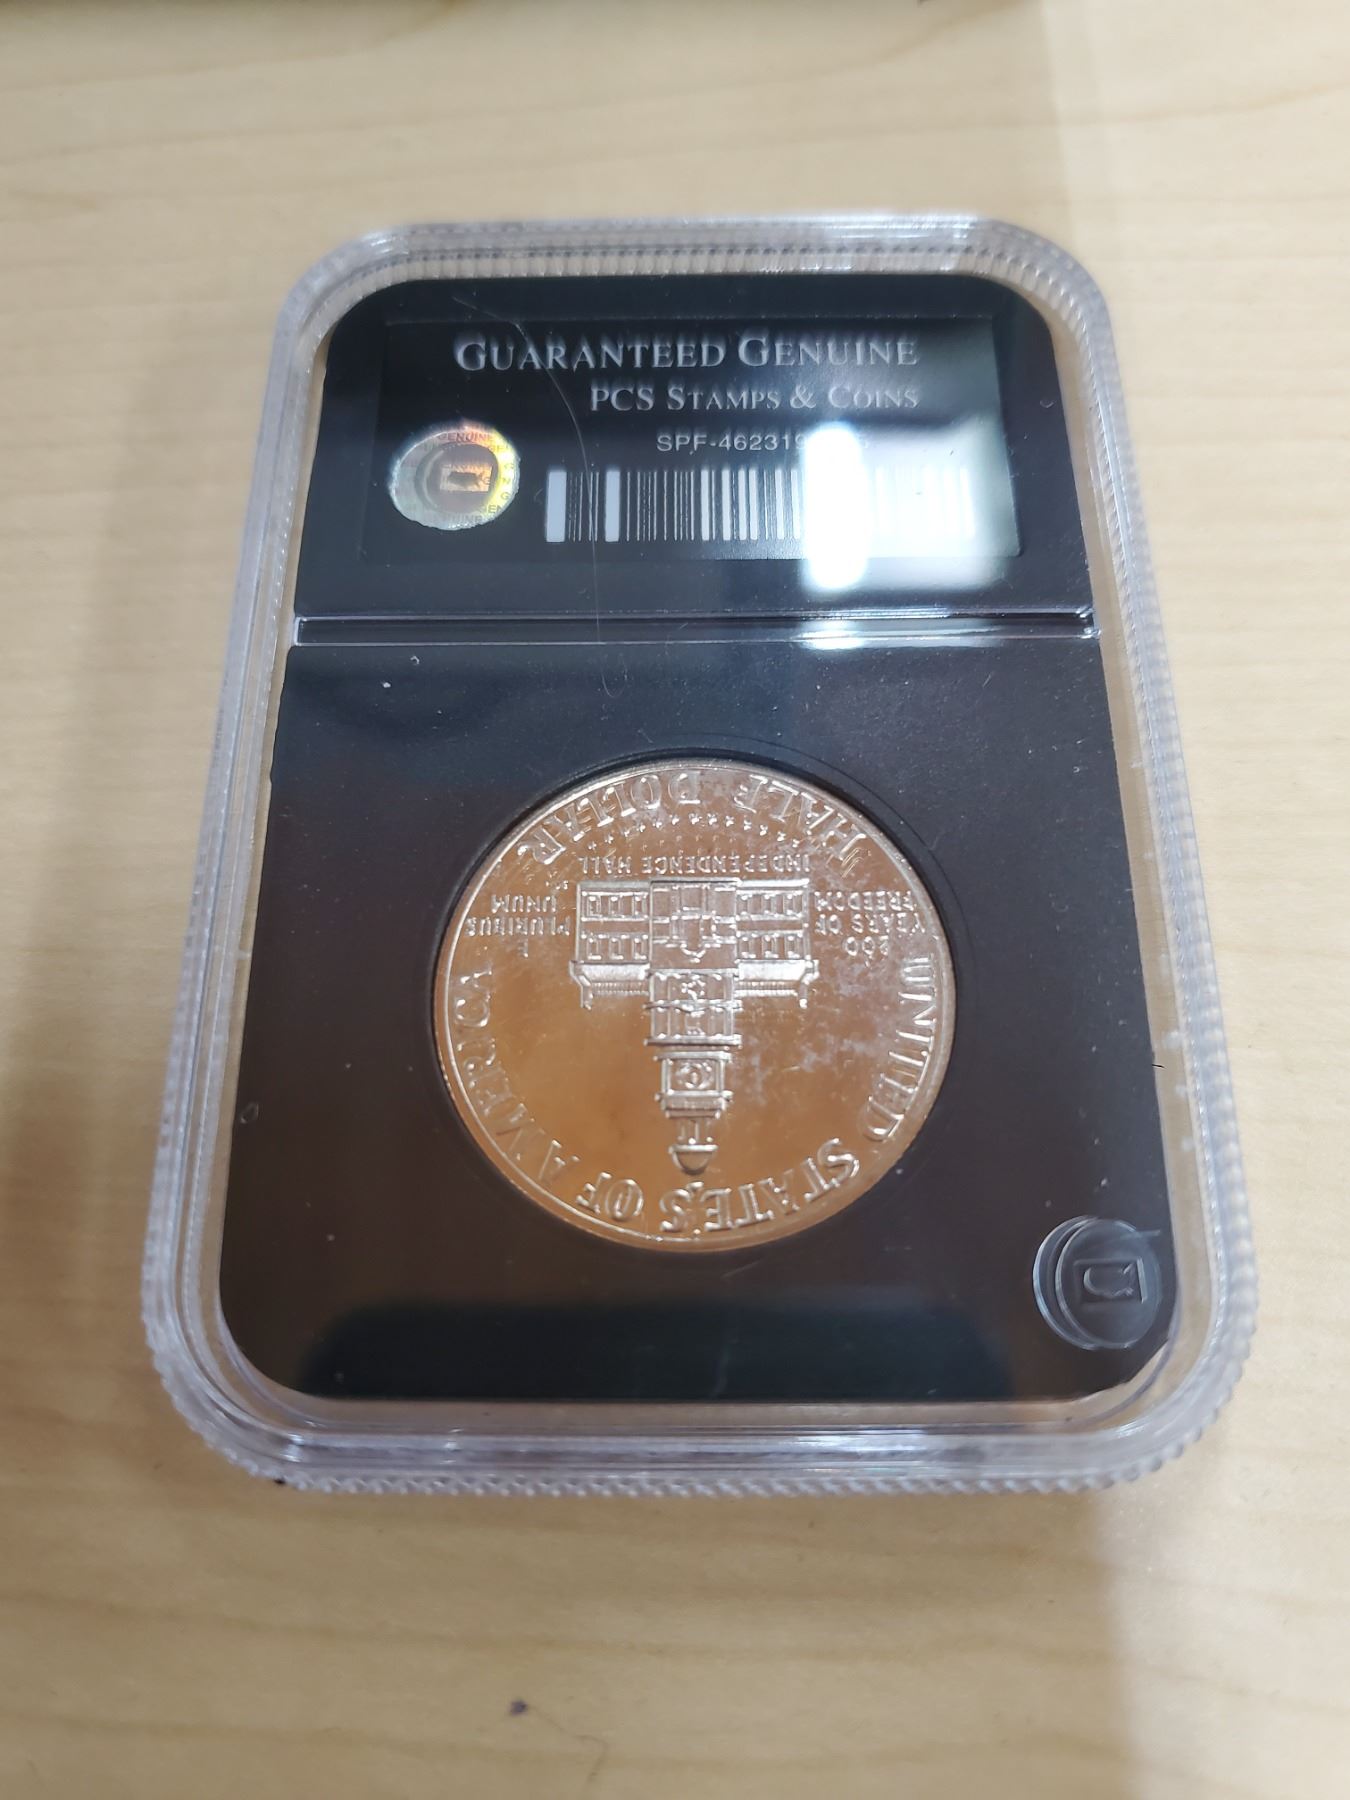 GUARANTEED GENUINE
PCS STAMPS & COINS
GENUINE
HALF DOLLAR
INDEPENDENCE HALL
200
YEARS OF
FREEDOM
E
PLURIBUS
UNUM
UNITED STATES OF AMERICA